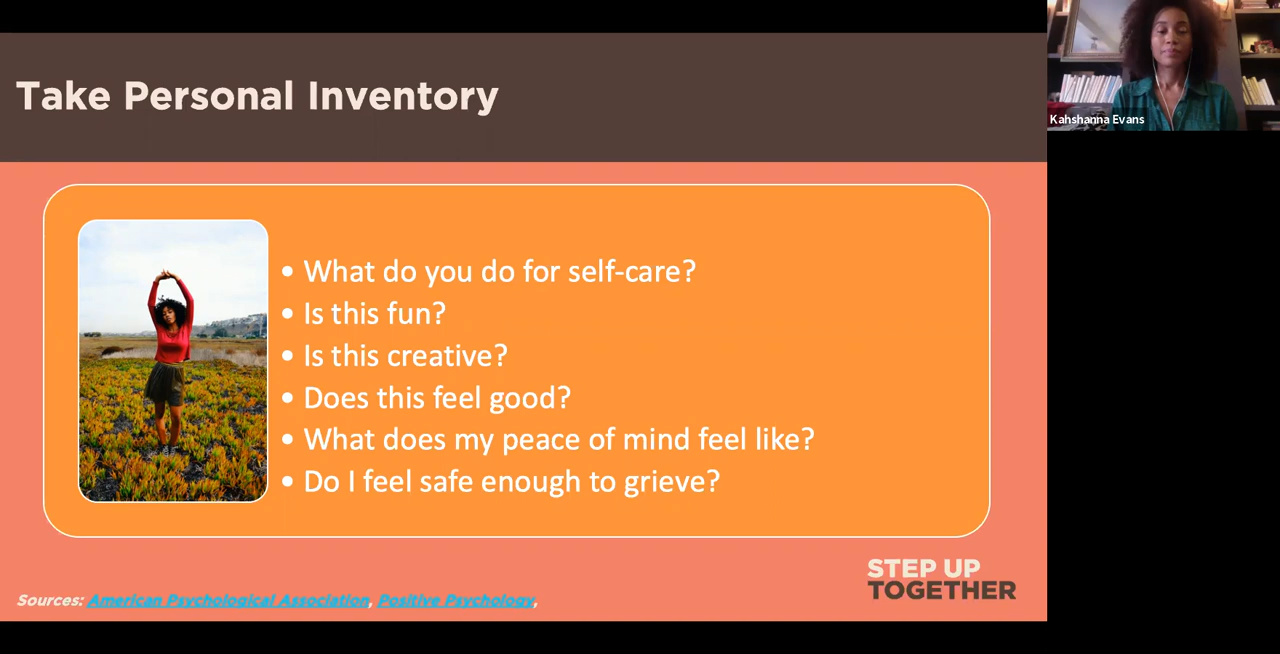 Take Personal Inventory
Kahshanna Evans
• What do you do for self-care?
• Is this fun?
• Is this creative?
• Does this feel good?
• What does my peace of mind feel like?
• Do I feel safe enough to grieve?
STEP UP
TOGETHER
Sources: American Psychological Association, Positive Psychology,